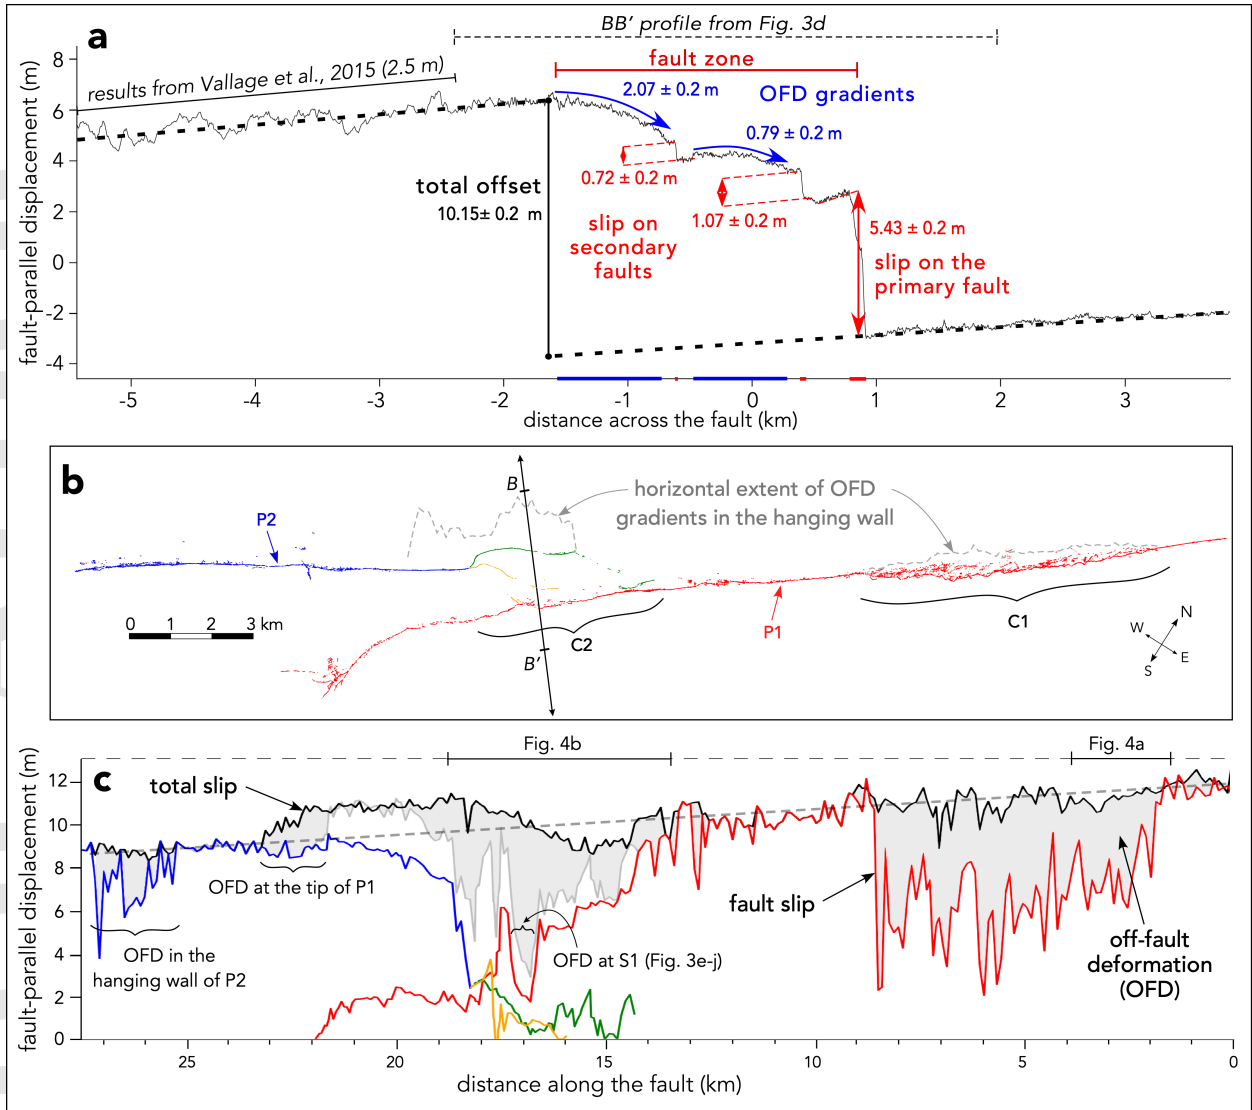 a
BB’ profile from Fig. 3d
results from Vallage et al., 2015 (2.5 m)
fault zone
2.07 ± 0.2 m
OFD gradients
0.79 ± 0.2 m
0.72 ± 0.2 m
total offset
10.15± 0.2 m
1.07 ± 0.2 m
slip on
secondary
faults
5.43 ± 0.2 m
slip on the
primary fault
fault-parallel displacement (m)
8
6
4
2
0
-2
-4
-5
-4
-3
-2
-1
0
1
2
3
distance across the fault (km)
b
B
horizontal extent of OFD
gradients in the hanging wall
P2
0 1 2 3 km
C2
B’
P1
C1
N
W
E
S
c
Fig. 4b
Fig. 4a
total slip
OFD at the tip of P1
OFD in the
hanging wall of P2
OFD at S1 (Fig. 3e-j)
fault slip
off-fault
deformation
(OFD)
fault-parallel displacement (m)
12
10
8
6
4
2
0
25
20
15
10
5
0
distance along the fault (km)